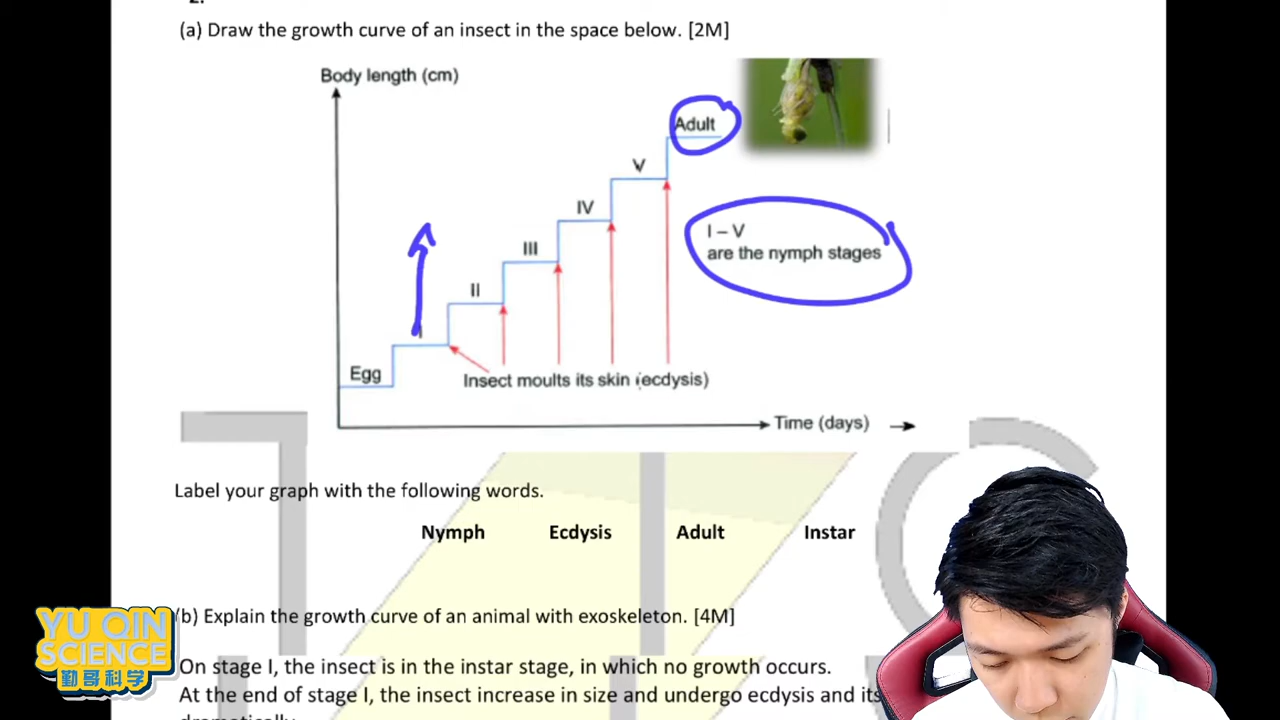 2.
(a) Draw the growth curve of an insect in the space below. [2M]
Body length (cm)
Adult
V
IV
I – V
are the nymph stages
III
II
I
Egg
Insect moults its skin (ecdysis)
Time (days)
Label your graph with the following words.
Nymph Ecdysis Adult Instar
(b) Explain the growth curve of an animal with exoskeleton. [4M]
On stage I, the insect is in the instar stage, in which no growth occurs.
At the end of stage I, the insect increase in size and undergo ecdysis and its
dramatically
YU QIN
SCIENCE
勤哥科学